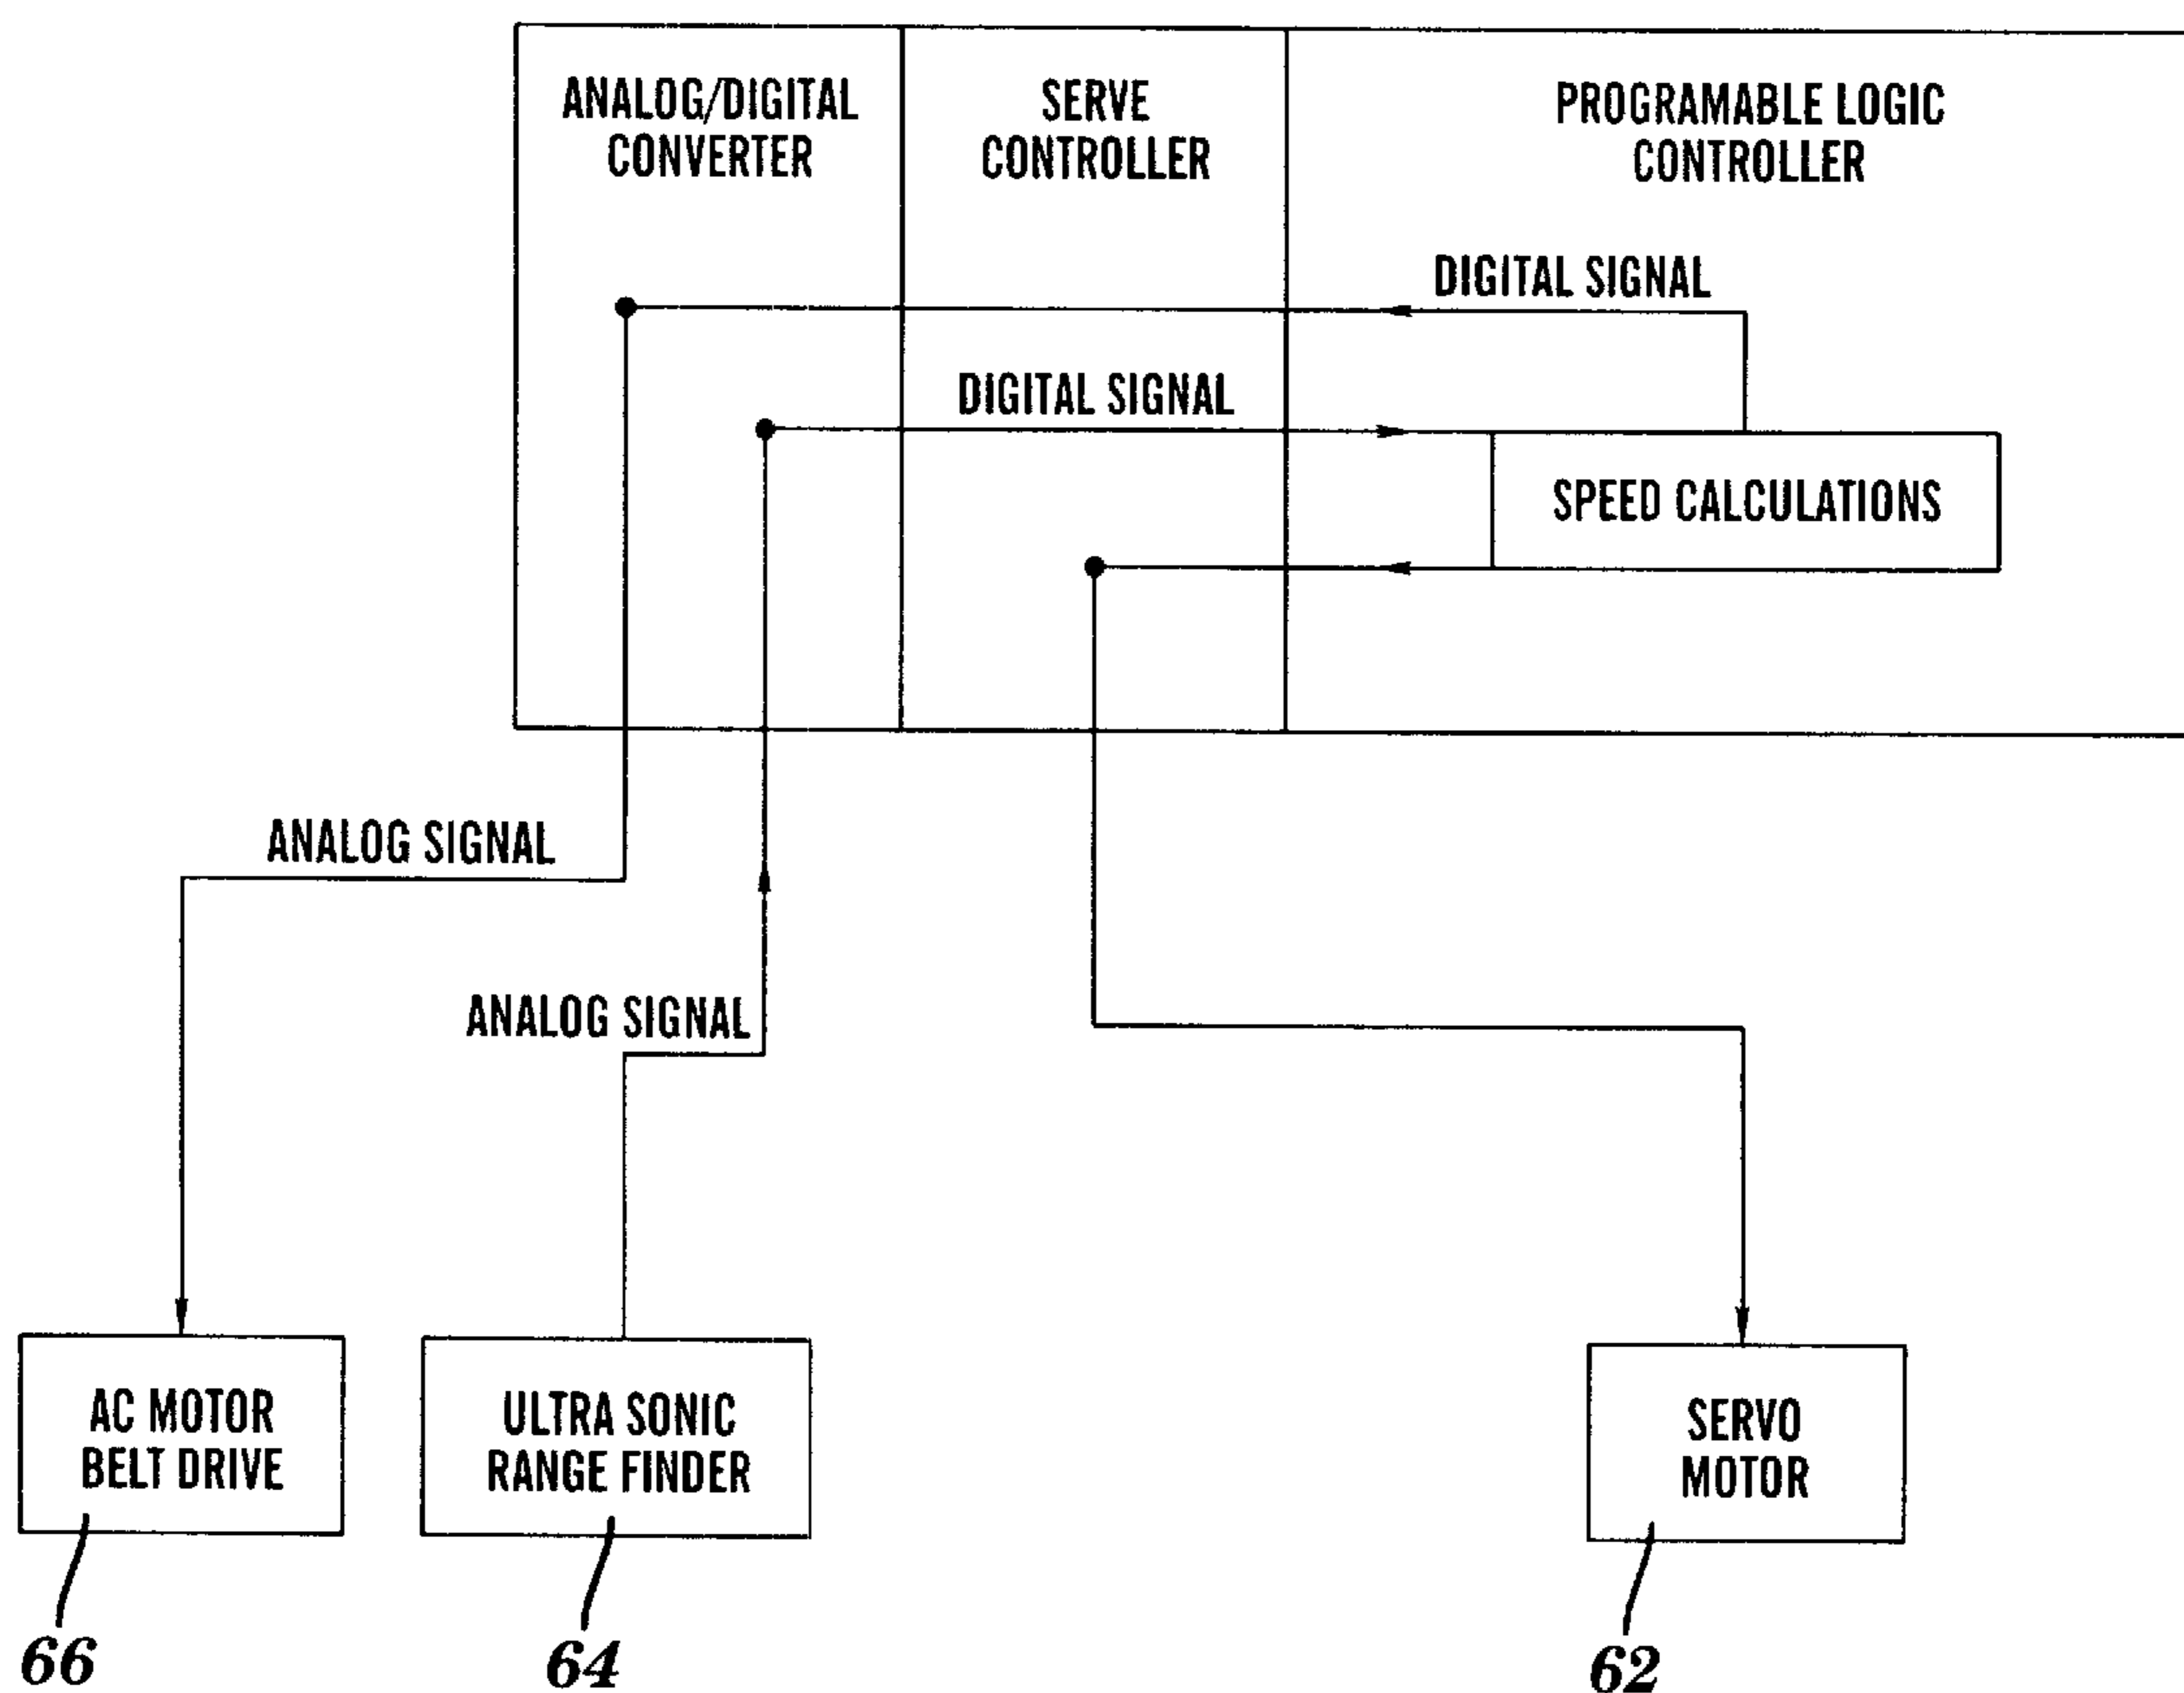 ANALOG/DIGITAL
CONVERTER
SERVE
CONTROLLER
PROGRAMABLE LOGIC
CONTROLLER
DIGITAL SIGNAL
DIGITAL SIGNAL
SPEED CALCULATIONS
ANALOG SIGNAL
ANALOG SIGNAL
AC MOTOR
BELT DRIVE
ULTRA SONIC
RANGE FINDER
SERVO
MOTOR
66
64
62